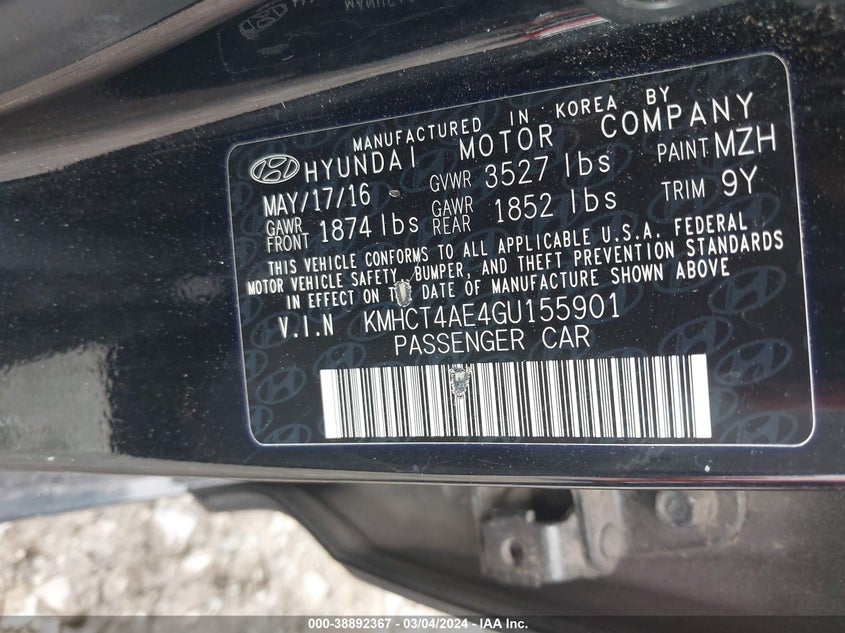 MANUFACTURED IN KOREA BY
HYUNDAI MOTOR COMPANY
MAY/17/16 GVWR 3527 lbs PAINT MZH
GAWR FRONT 1874 lbs GAWR REAR 1852 lbs TRIM 9Y
THIS VEHICLE CONFORMS TO ALL APPLICABLE U.S.A. FEDERAL
MOTOR VEHICLE SAFETY, BUMPER, AND THEFT PREVENTION STANDARDS
IN EFFECT ON THE DATE OF MANUFACTURE SHOWN ABOVE
V.I.N KMHCT4AE4GU155901
PASSENGER CAR
000-38892367 - 03/04/2024 - IAA Inc.